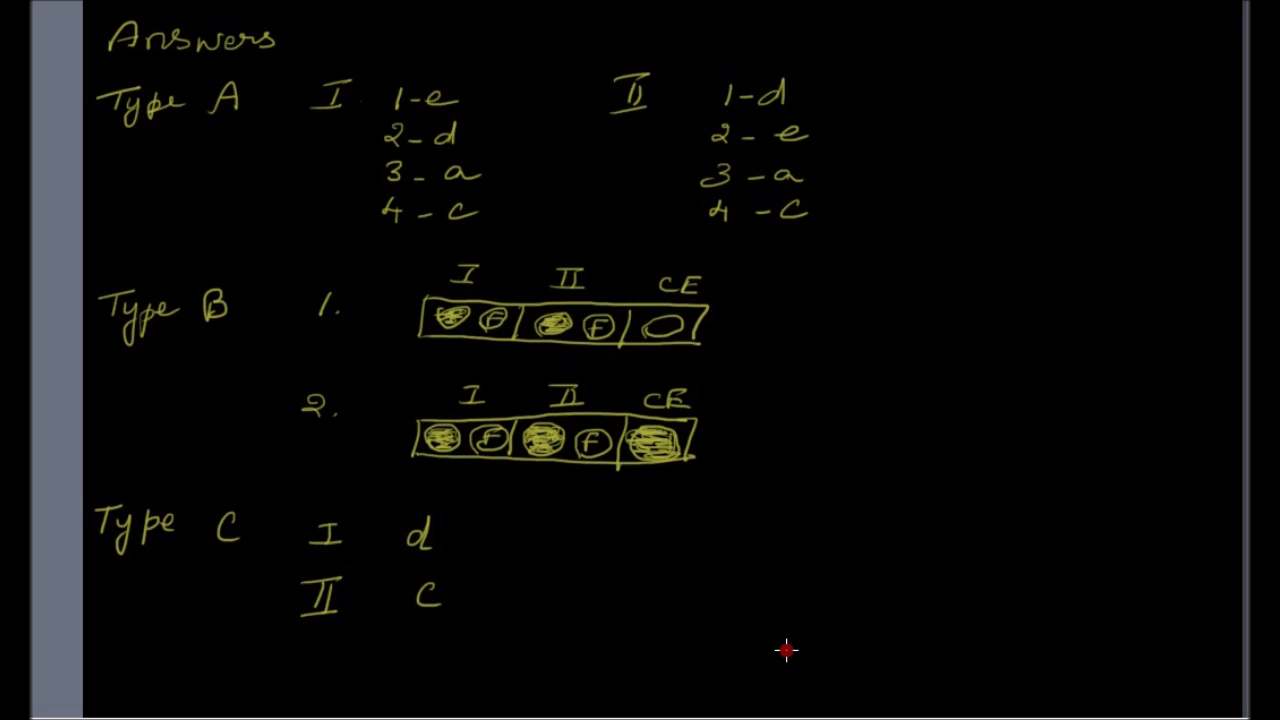 Answers
Type A I 1-e II 1-d
2-d 2-e
3-a 3-a
4-c 4-c
I II CE
Type B 1. F F
I II CE
2. F F
Type C I d
II c